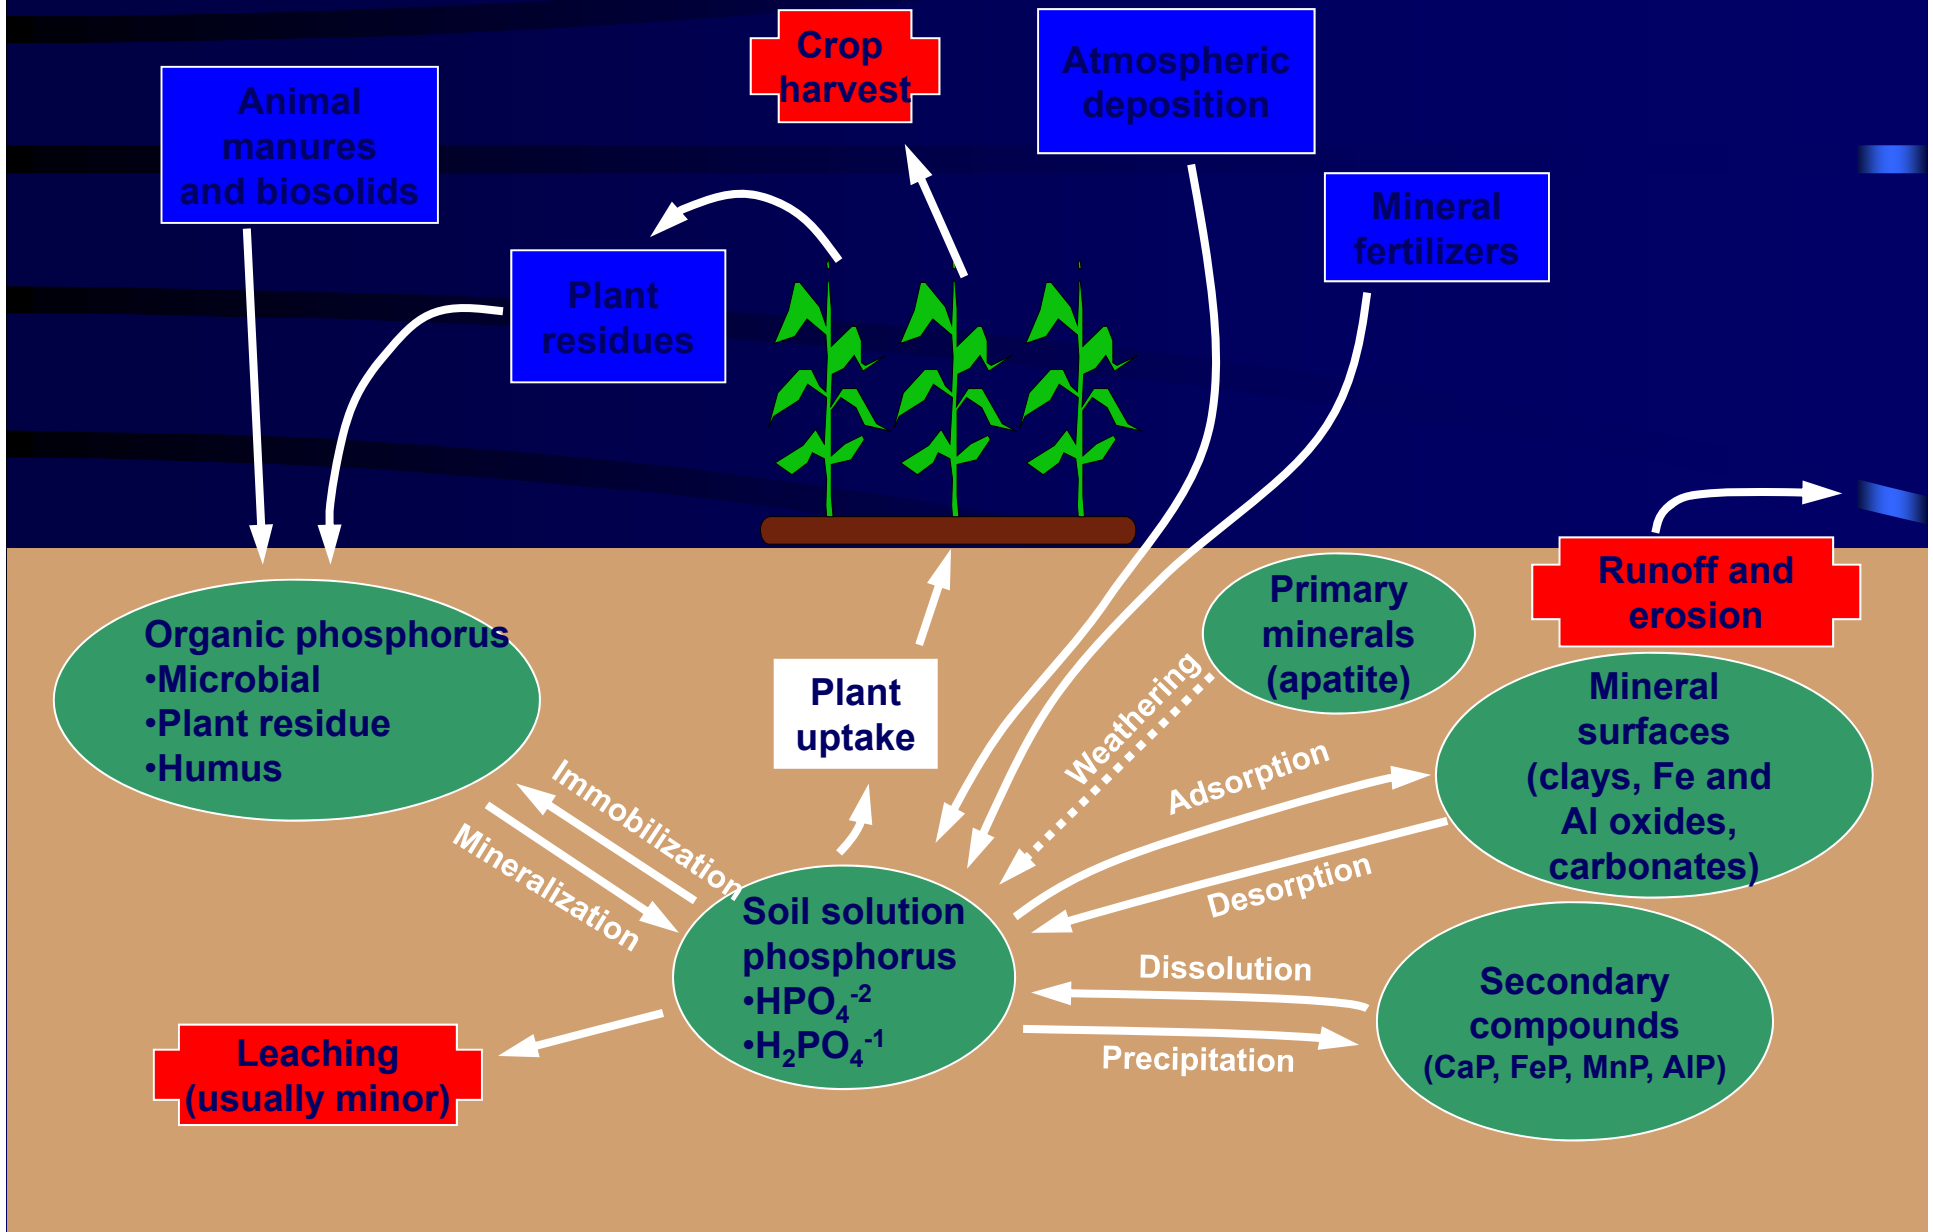 Crop
harvest
Atmospheric
deposition
Animal
manures
and biosolids
Mineral
fertilizers
Plant
residues
Runoff and
erosion
Primary
minerals
(apatite)
Organic phosphorus
•Microbial
•Plant residue
•Humus
Plant
uptake
Weathering
Mineral
surfaces
(clays, Fe and
Al oxides,
carbonates)
Adsorption
Immobilization
Mineralization
Desorption
Soil solution
phosphorus
•HPO₄⁻²
•H₂PO₄⁻¹
Dissolution
Precipitation
Secondary
compounds
(CaP, FeP, MnP, AlP)
Leaching
(usually minor)